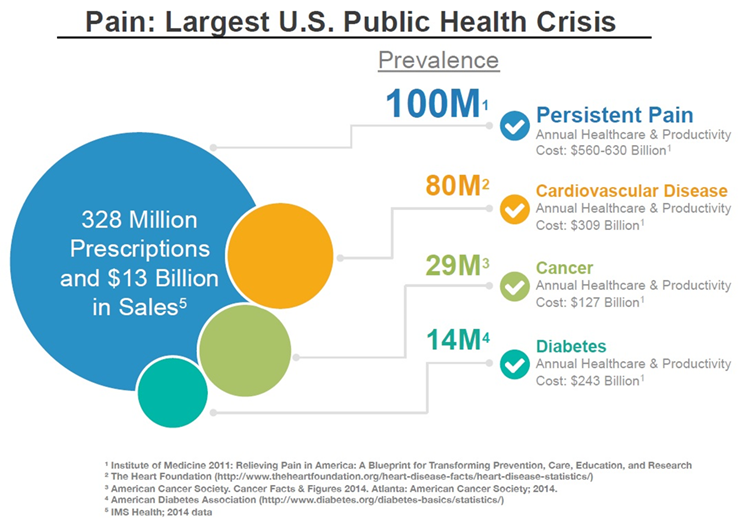 Pain: Largest U.S. Public Health Crisis
Prevalence
100M¹
Persistent Pain
Annual Healthcare & Productivity
Cost: $560-630 Billion¹
328 Million
Prescriptions
and $13 Billion
in Sales⁵
80M²
Cardiovascular Disease
Annual Healthcare & Productivity
Cost: $309 Billion¹
29M³
Cancer
Annual Healthcare & Productivity
Cost: $127 Billion¹
14M⁴
Diabetes
Annual Healthcare & Productivity
Cost: $243 Billion¹
¹ Institute of Medicine 2011: Relieving Pain in America: A Blueprint for Transforming Prevention, Care, Education, and Research
² The Heart Foundation (http://www.theheartfoundation.org/heart-disease-facts/heart-disease-statistics/)
³ American Cancer Society. Cancer Facts & Figures 2014. Atlanta: American Cancer Society; 2014.
⁴ American Diabetes Association (http://www.diabetes.org/diabetes-basics/statistics/)
⁵ IMS Health; 2014 data